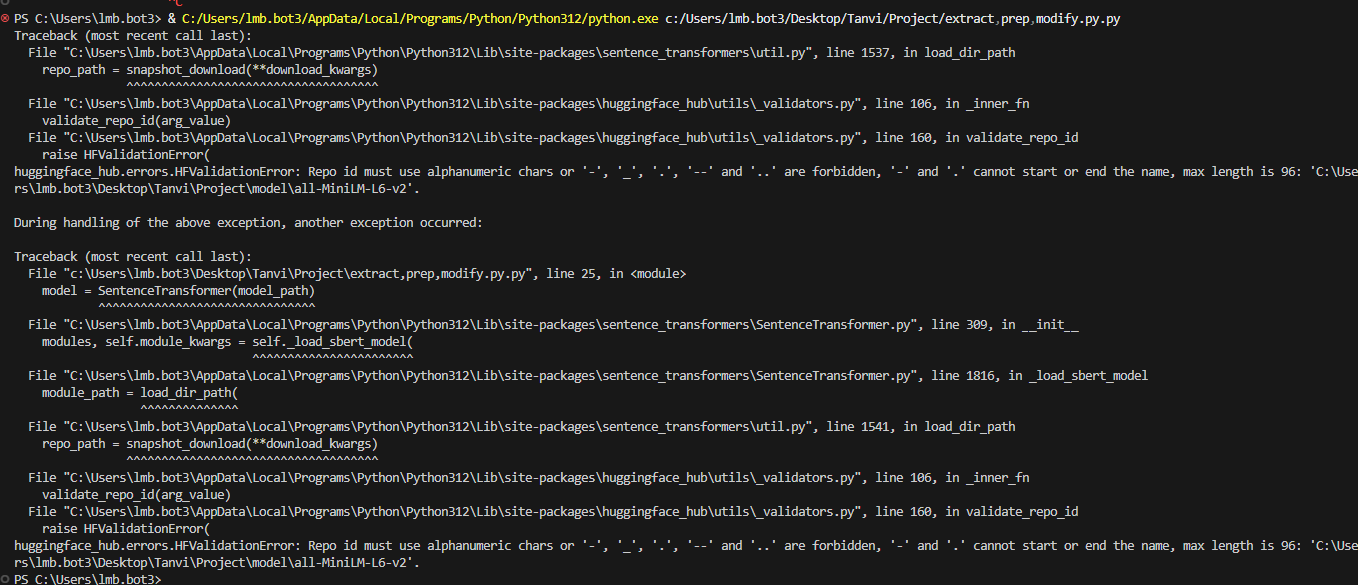 ^C
PS C:\Users\lmb.bot3> & C:/Users/lmb.bot3/AppData/Local/Programs/Python/Python312/python.exe c:/Users/lmb.bot3/Desktop/Tanvi/Project/extract,prep,modify.py.py
Traceback (most recent call last):
  File "C:\Users\lmb.bot3\AppData\Local\Programs\Python\Python312\Lib\site-packages\sentence_transformers\util.py", line 1537, in load_dir_path
    repo_path = snapshot_download(**download_kwargs)
                ^^^^^^^^^^^^^^^^^^^^^^^^^^^^^^^^^^^^
  File "C:\Users\lmb.bot3\AppData\Local\Programs\Python\Python312\Lib\site-packages\huggingface_hub\utils\_validators.py", line 106, in _inner_fn
    validate_repo_id(arg_value)
  File "C:\Users\lmb.bot3\AppData\Local\Programs\Python\Python312\Lib\site-packages\huggingface_hub\utils\_validators.py", line 160, in validate_repo_id
    raise HFValidationError(
huggingface_hub.errors.HFValidationError: Repo id must use alphanumeric chars or '-', '_', '.', '--' and '..' are forbidden, '-' and '.' cannot start or end the name, max length is 96: 'C:\Use
rs\lmb.bot3\Desktop\Tanvi\Project\model\all-MiniLM-L6-v2'.

During handling of the above exception, another exception occurred:

Traceback (most recent call last):
  File "c:\Users\lmb.bot3\Desktop\Tanvi\Project\extract,prep,modify.py.py", line 25, in <module>
    model = SentenceTransformer(model_path)
            ^^^^^^^^^^^^^^^^^^^^^^^^^^^^^^^
  File "C:\Users\lmb.bot3\AppData\Local\Programs\Python\Python312\Lib\site-packages\sentence_transformers\SentenceTransformer.py", line 309, in __init__
    modules, self.module_kwargs = self._load_sbert_model(
                                  ^^^^^^^^^^^^^^^^^^^^^^^
  File "C:\Users\lmb.bot3\AppData\Local\Programs\Python\Python312\Lib\site-packages\sentence_transformers\SentenceTransformer.py", line 1816, in _load_sbert_model
    module_path = load_dir_path(
                  ^^^^^^^^^^^^^^
  File "C:\Users\lmb.bot3\AppData\Local\Programs\Python\Python312\Lib\site-packages\sentence_transformers\util.py", line 1541, in load_dir_path
    repo_path = snapshot_download(**download_kwargs)
                ^^^^^^^^^^^^^^^^^^^^^^^^^^^^^^^^^^^^
  File "C:\Users\lmb.bot3\AppData\Local\Programs\Python\Python312\Lib\site-packages\huggingface_hub\utils\_validators.py", line 106, in _inner_fn
    validate_repo_id(arg_value)
  File "C:\Users\lmb.bot3\AppData\Local\Programs\Python\Python312\Lib\site-packages\huggingface_hub\utils\_validators.py", line 160, in validate_repo_id
    raise HFValidationError(
huggingface_hub.errors.HFValidationError: Repo id must use alphanumeric chars or '-', '_', '.', '--' and '..' are forbidden, '-' and '.' cannot start or end the name, max length is 96: 'C:\Use
rs\lmb.bot3\Desktop\Tanvi\Project\model\all-MiniLM-L6-v2'.
PS C:\Users\lmb.bot3>